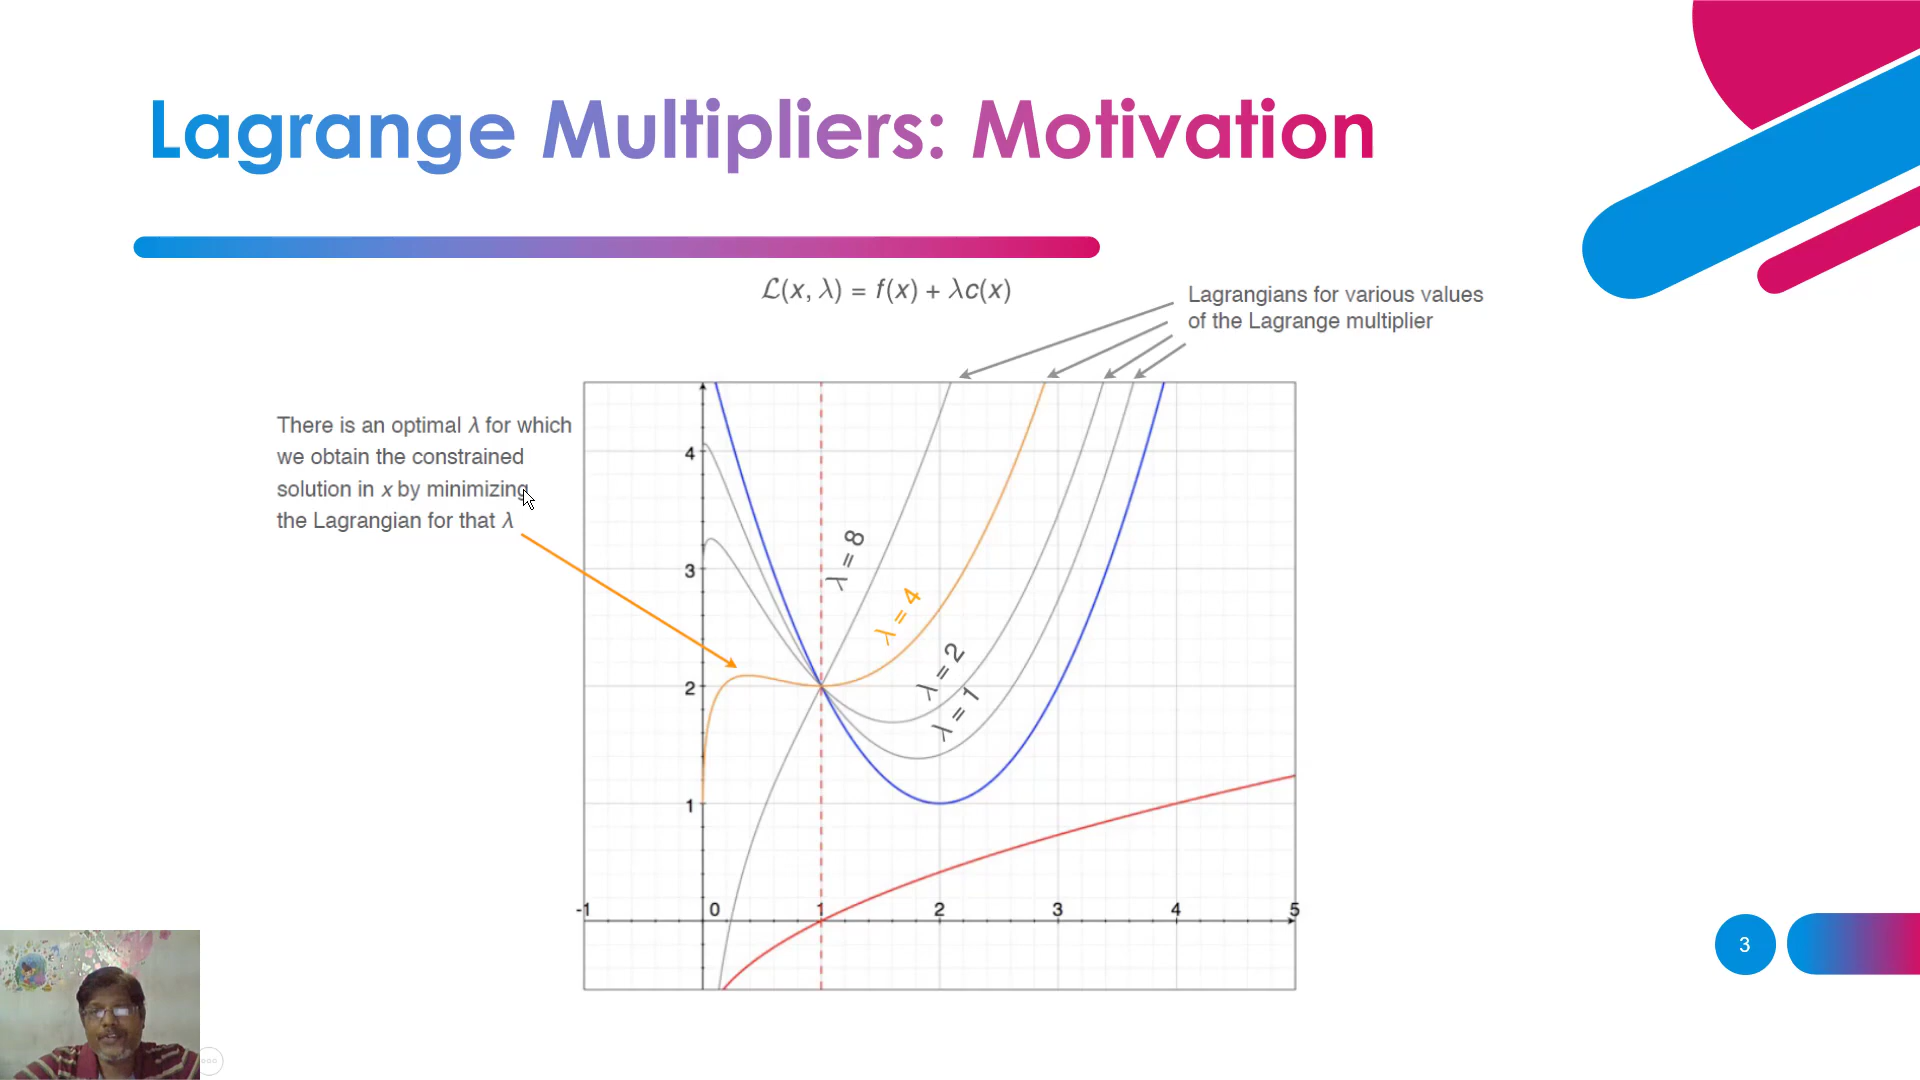 Lagrange Multipliers: Motivation
ℒ(x, λ) = f(x) + λc(x)
Lagrangians for various values
of the Lagrange multiplier
There is an optimal λ for which
we obtain the constrained
solution in x by minimizing
the Lagrangian for that λ
4
3
2
1
λ = 8
λ = 4
λ = 2
λ = 1
-1 0 1 2 3 4 5
3